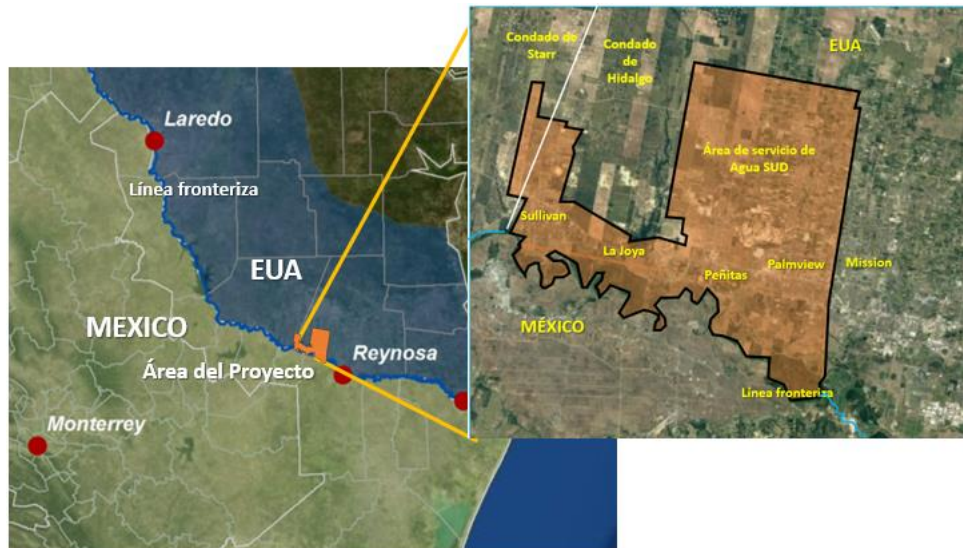 Laredo
Línea fronteriza
EUA
MEXICO
Reynosa
Área del Proyecto
Monterrey
Condado de
Starr
Condado
de
Hidalgo
EUA
Área de servicio de
Agua SUD
Sullivan
La Joya
Peñitas
Palmview
Mission
MÉXICO
Línea fronteriza